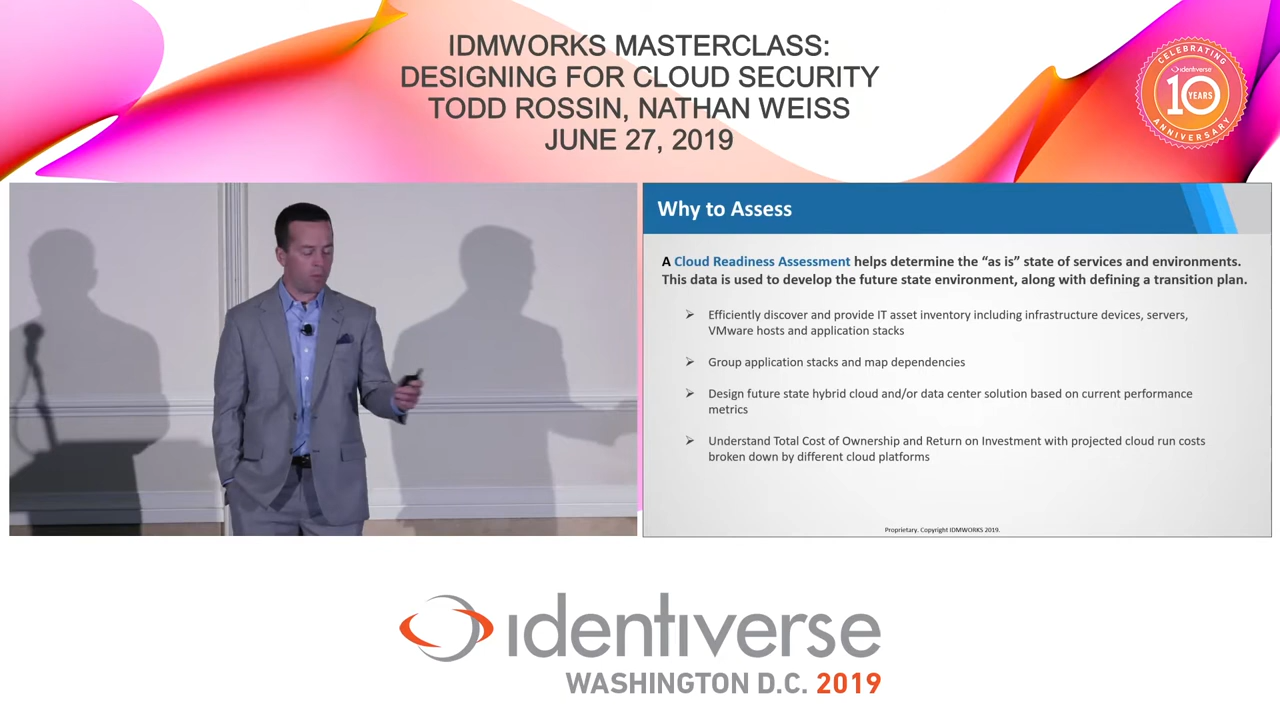 IDMWORKS MASTERCLASS:
DESIGNING FOR CLOUD SECURITY
TODD ROSSIN, NATHAN WEISS
JUNE 27, 2019
CELEBRATING
identiverse
10
YEARS
ANNIVERSARY
Why to Assess
A Cloud Readiness Assessment helps determine the “as is” state of services and environments.
This data is used to develop the future state environment, along with defining a transition plan.
Efficiently discover and provide IT asset inventory including infrastructure devices, servers,
VMware hosts and application stacks
Group application stacks and map dependencies
Design future state hybrid cloud and/or data center solution based on current performance
metrics
Understand Total Cost of Ownership and Return on Investment with projected cloud run costs
broken down by different cloud platforms
Proprietary. Copyright IDMWORKS 2019.
identiverse
WASHINGTON D.C. 2019